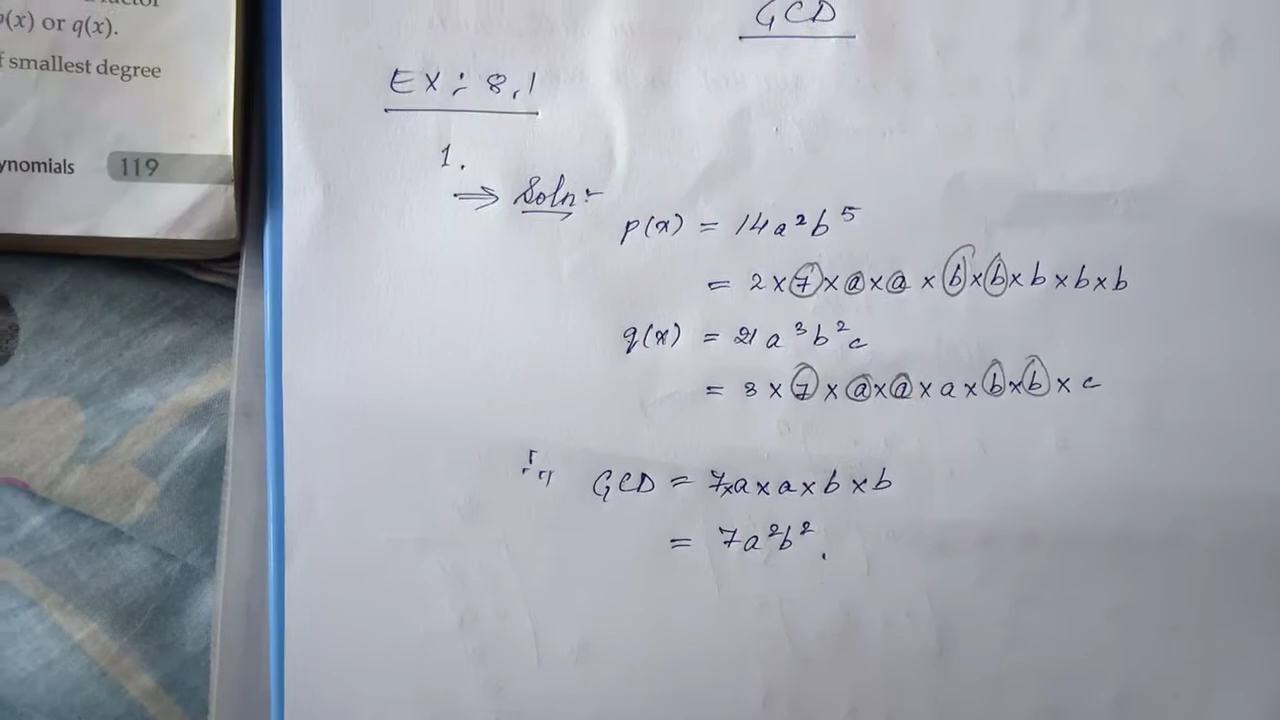 p(x) or q(x).
f smallest degree
ynomials 119
GCD
EX:- 8.1
1.
⇒ Soln:-
p(x) = 14a²b⁵
= 2 × 7 × a × a × b × b × b × b × b
q(x) = 21a³b²c
= 3 × 7 × a × a × a × b × b × c
∴ GCD = 7×a×a×b×b
= 7a²b².